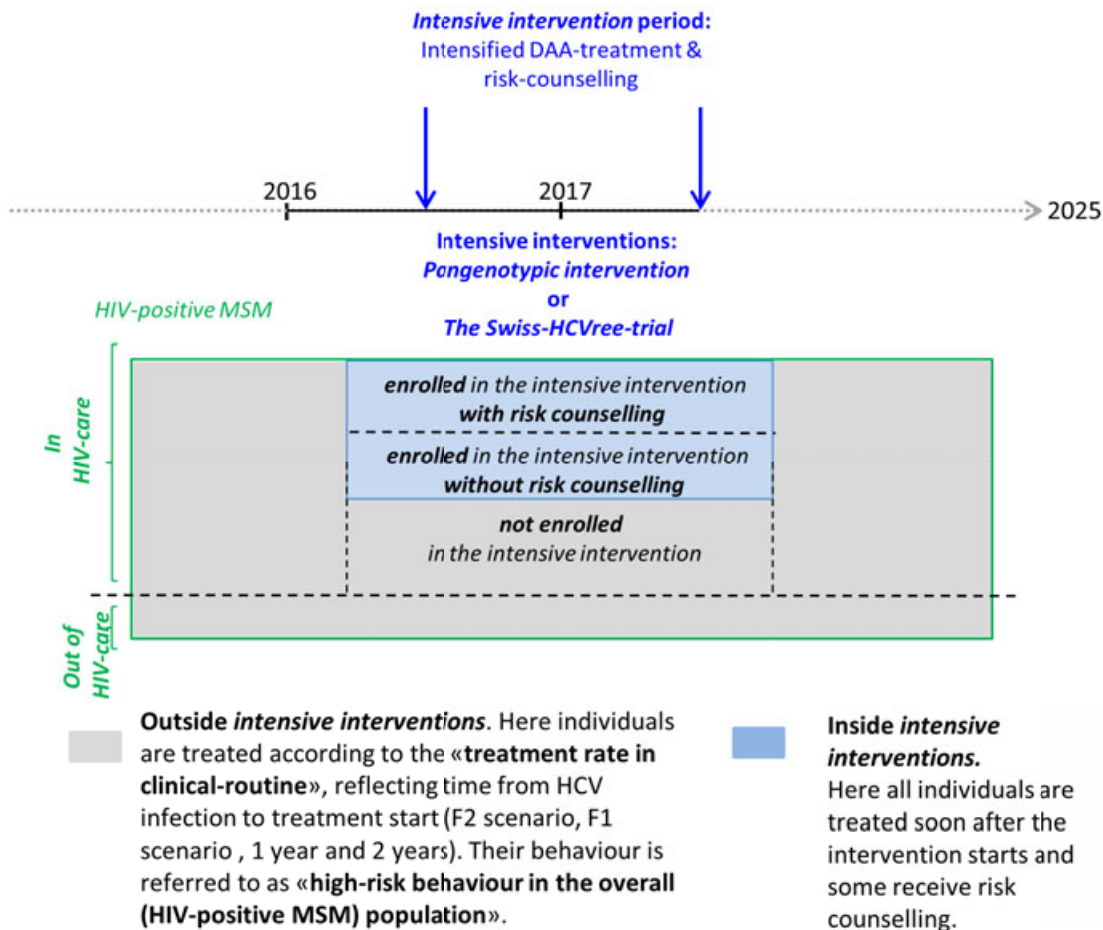 Intensive intervention period:
Intensified DAA-treatment &
risk-counselling
2016
2017
2025
Intensive interventions:
Pangenotypic intervention
or
The Swiss-HCVree-trial
HIV-positive MSM
In
HIV-care
enrolled in the intensive intervention
with risk counselling
enrolled in the intensive intervention
without risk counselling
not enrolled
in the intensive intervention
Out of
HIV-care
Outside intensive interventions. Here individuals
are treated according to the «treatment rate in
clinical-routine», reflecting time from HCV
infection to treatment start (F2 scenario, F1
scenario , 1 year and 2 years). Their behaviour is
referred to as «high-risk behaviour in the overall
(HIV-positive MSM) population».
Inside intensive
interventions.
Here all individuals are
treated soon after the
intervention starts and
some receive risk
counselling.